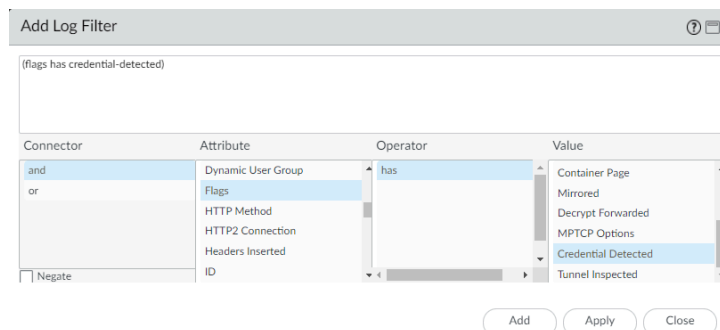 Add Log Filter
(flags has credential-detected)
Connector Attribute Operator Value
and Dynamic User Group has Container Page
or Flags Mirrored
HTTP Method Decrypt Forwarded
HTTP2 Connection MPTCP Options
Headers Inserted Credential Detected
Negate ID Tunnel Inspected
Add Apply Close